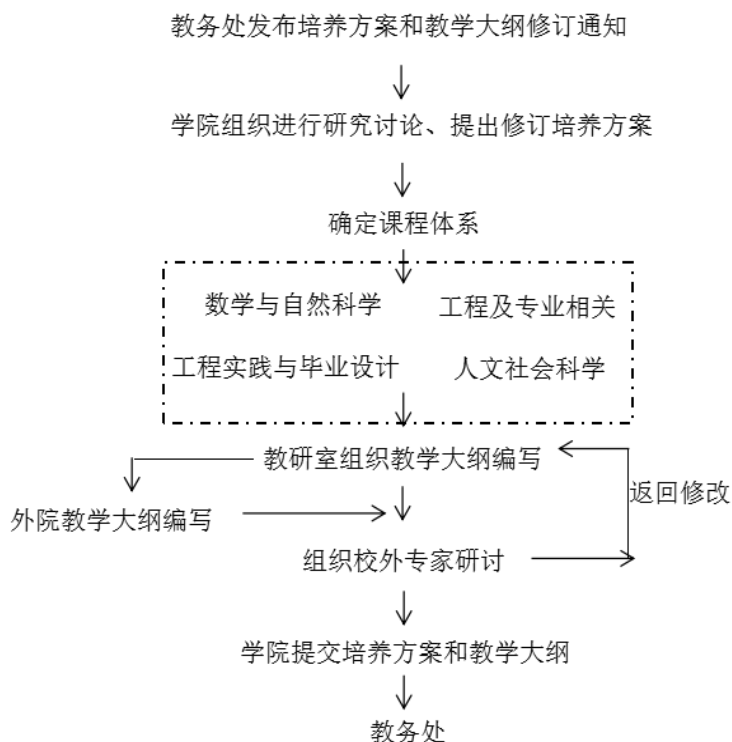 教务处发布培养方案和教学大纲修订通知
学院组织进行研究讨论、提出修订培养方案
确定课程体系
数学与自然科学
工程及专业相关
工程实践与毕业设计
人文社会科学
教研室组织教学大纲编写
返回修改
外院教学大纲编写
组织校外专家研讨
学院提交培养方案和教学大纲
教务处